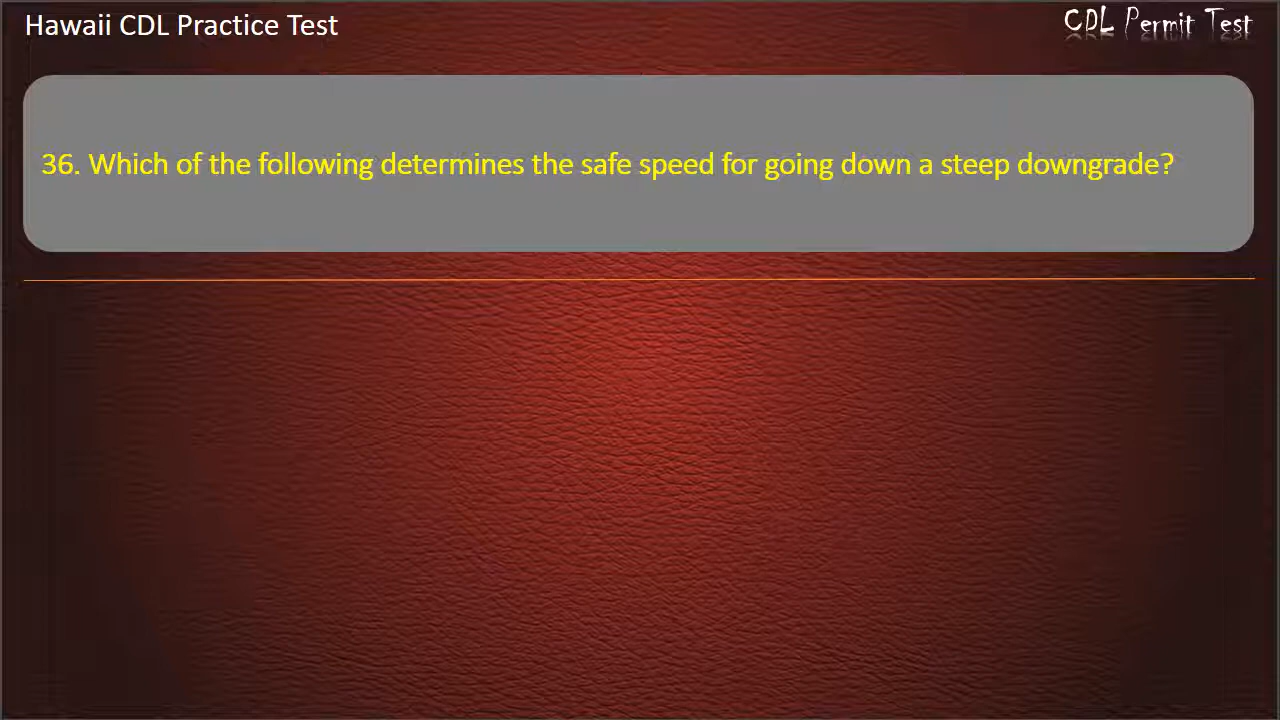 Hawaii CDL Practice Test
CDL Permit Test
36. Which of the following determines the safe speed for going down a steep downgrade?